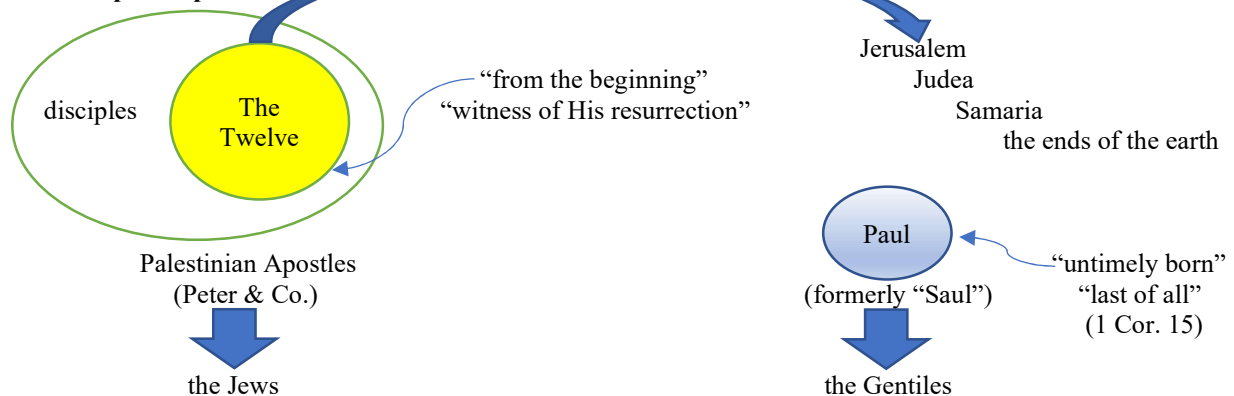 disciples
The
Twelve
“from the beginning”
“witness of His resurrection”
Jerusalem
Judea
Samaria
the ends of the earth
Palestinian Apostles
(Peter & Co.)
the Jews
Paul
(formerly “Saul”)
“untimely born”
“last of all”
(1 Cor. 15)
the Gentiles